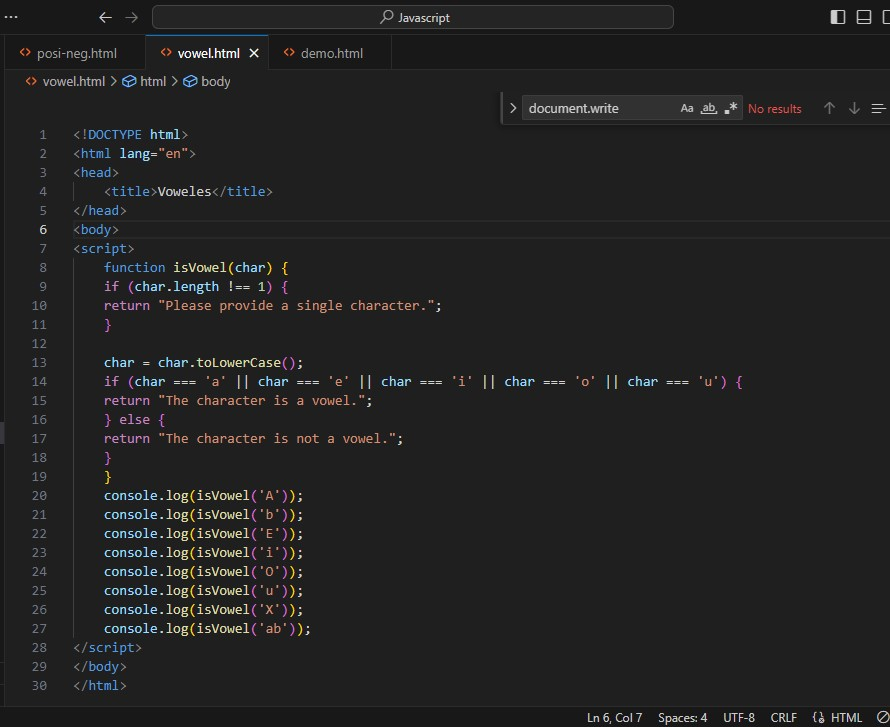 Javascript
posi-neg.html
vowel.html
demo.html
vowel.html > html > body
document.write Aa ab .* No results
1 <!DOCTYPE html>
2 <html lang="en">
3 <head>
4 <title>Voweles</title>
5 </head>
6 <body>
7 <script>
8 function isVowel(char) {
9 if (char.length !== 1) {
10 return "Please provide a single character.";
11 }
12
13 char = char.toLowerCase();
14 if (char === 'a' || char === 'e' || char === 'i' || char === 'o' || char === 'u') {
15 return "The character is a vowel.";
16 } else {
17 return "The character is not a vowel.";
18 }
19 }
20 console.log(isVowel('A'));
21 console.log(isVowel('b'));
22 console.log(isVowel('E'));
23 console.log(isVowel('i'));
24 console.log(isVowel('O'));
25 console.log(isVowel('u'));
26 console.log(isVowel('X'));
27 console.log(isVowel('ab'));
28 </script>
29 </body>
30 </html>
Ln 6, Col 7 Spaces: 4 UTF-8 CRLF HTML